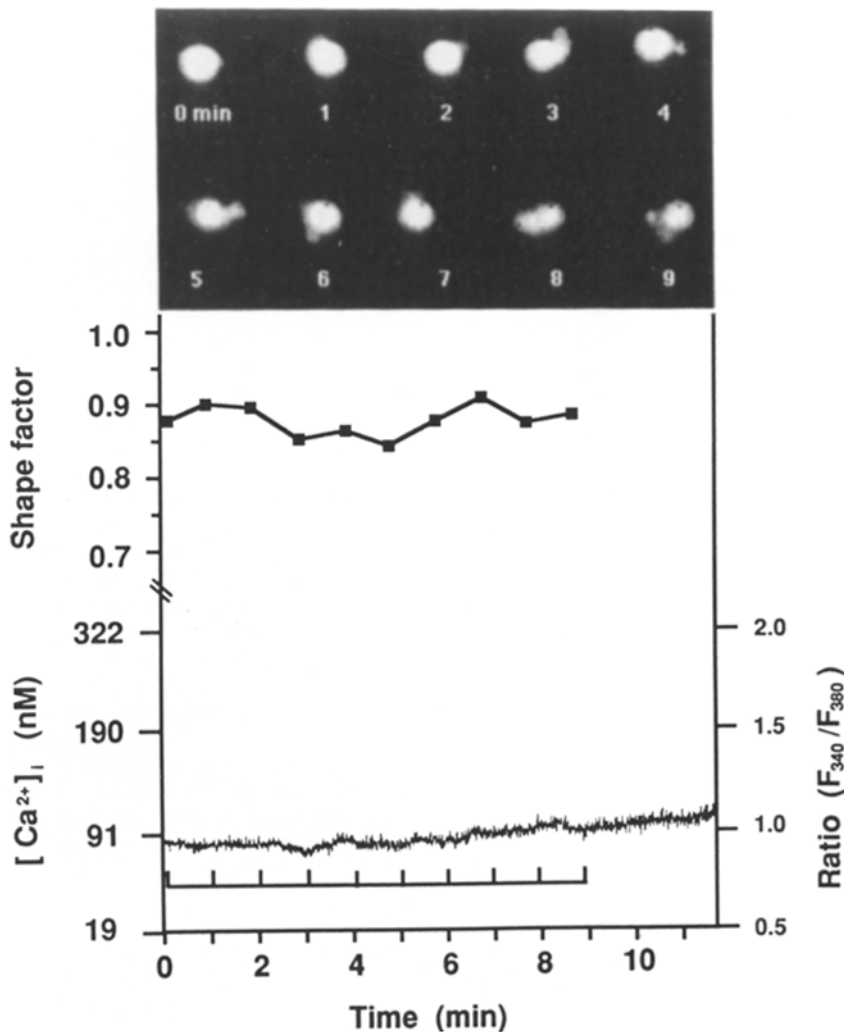 0 min 1 2 3 4
5 6 7 8 9
Shape factor
1.0
0.9
0.8
0.7
[Ca²⁺]i (nM)
322
190
91
19
2.0
1.5
1.0
0.5
Ratio (F340/F380)
0 2 4 6 8 10
Time (min)